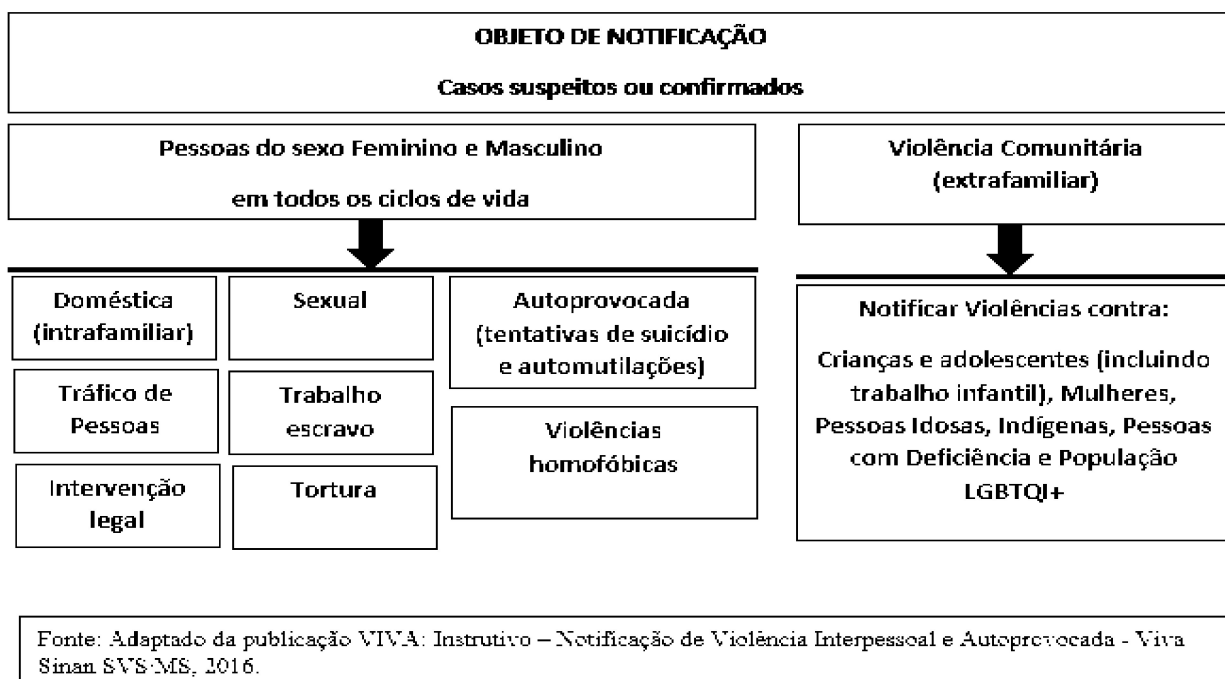 OBJETO DE NOTIFICAÇÃO
Casos suspeitos ou confirmados
Pessoas do sexo Feminino e Masculino
em todos os ciclos de vida
Violência Comunitária
(extrafamiliar)
Doméstica
(intrafamiliar)
Sexual
Autoprovocada
(tentativas de suicídio
e automutilações)
Tráfico de
Pessoas
Trabalho
escravo
Violências
homofóbicas
Intervenção
legal
Tortura
Notificar Violências contra:
Crianças e adolescentes (incluindo
trabalho infantil), Mulheres,
Pessoas Idosas, Indígenas, Pessoas
com Deficiência e População
LGBTQI+
Fonte: Adaptado da publicação VIVA: Instrutivo – Notificação de Violência Interpessoal e Autoprovocada - Viva
Sinan SVS-MS, 2016.